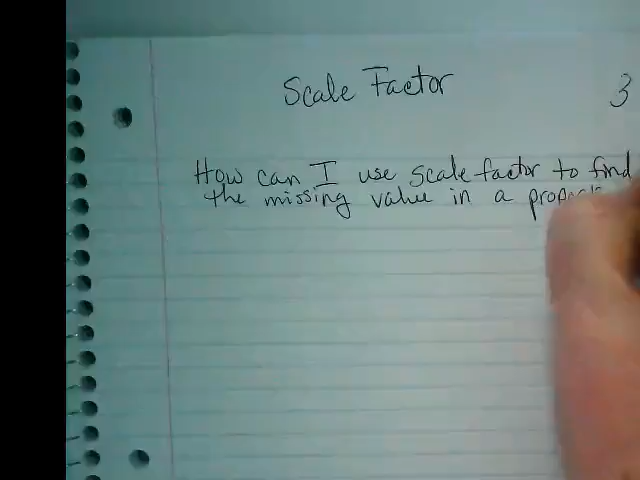 Scale Factor
3
How can I use scale factor to find
the missing value in a